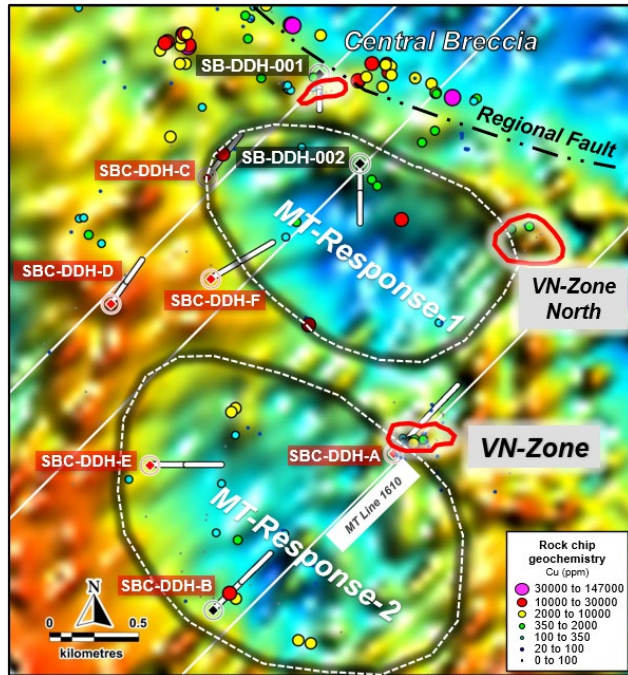 Central Breccia
SB-DDH-001
Regional Fault
SB-DDH-002
SBC-DDH-C
MT-Response-1
SBC-DDH-D
SBC-DDH-F
VN-Zone
North
VN-Zone
SBC-DDH-E
SBC-DDH-A
MT Line 1610
MT-Response-2
SBC-DDH-B
N
0
0.5
kilometres
Rock chip
geochemistry
Cu (ppm)
30000 to 147000
10000 to 30000
2000 to 10000
350 to 2000
100 to 350
20 to 100
0 to 100